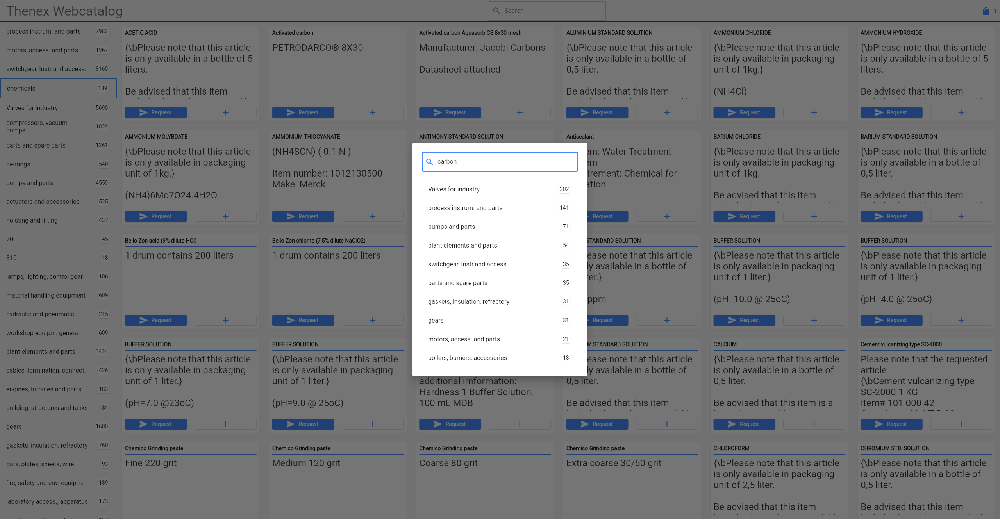 Thenex Webcatalog
Search
1
process instrum. and parts 7982
motors, access. and parts 1967
switchgear, Instr.and access. 8160
chemicals 139
Valves for industry 5690
compressors, vacuum
pumps 1029
parts and spare parts 1261
bearings 540
pumps and parts 4559
actuators and accessories 525
hoisting and lifting 437
700 45
310 18
lamps, lighting, control gear 106
material handling equipment 609
hydraulic and pneumatic 215
workshop equipm. general 609
plant elements and parts 3424
cables, termination, connect. 426
engines, turbines and parts 183
building, structures and tanks 84
gears 1600
gaskets, insulation, refractory 760
bars, plates, sheets, wire 93
fire, safety and env. equipm. 189
laboratory access., apparatus 173
ACETIC ACID
{\bPlease note that this article
is only available in a bottle of 5
liters.
Be advised that this item
Request +
Activated carbon
PETRODARCO® 8X30
Request +
Activated carbon Aquasorb CS 8x30 mesh
Manufacturer: Jacobi Carbons
Datasheet attached
Request +
ALUMINIUM STANDARD SOLUTION
{\bPlease note that this article
is only available in a bottle of
0,5 liter.
Be advised that this item
Request +
AMMONIUM CHLORIDE
{\bPlease note that this article
is only available in packaging
unit of 1kg.}
(NH4Cl)
Request +
AMMONIUM HYDROXIDE
{\bPlease note that this article
is only available in a bottle of 5
liters.
Be advised that this item
Request +
AMMONIUM MOLYBDATE
{\bPlease note that this article
is only available in packaging
unit of 1kg.}
(NH4)6Mo7O24.4H2O
Request +
AMMONIUM THIOCYANATE
(NH4SCN) ( 0.1 N )
Item number: 1012130500
Make: Merck
Request +
ANTIMONY STANDARD SOLUTION
Antiscalant
em: Water Treatment
em
irement: Chemical for
ation
Request +
BARIUM CHLORIDE
{\bPlease note that this article
is only available in packaging
unit of 1kg.
Be advised that this item
Request +
BARIUM STANDARD SOLUTION
{\bPlease note that this article
is only available in a bottle of
0,5 liter.
Be advised that this item
Request +
carbon
Valves for industry 202
process instrum. and parts 141
pumps and parts 71
plant elements and parts 54
switchgear, Instr.and access. 35
parts and spare parts 35
gaskets, insulation, refractory 31
gears 31
motors, access. and parts 21
boilers, burners, accessories 18
Bello Zon acid (9% dilute HCl)
1 drum contains 200 liters
Request +
Bello Zon chlorite (7,5% dilute NaClO2)
1 drum contains 200 liters
Request +
STANDARD SOLUTION
ease note that this article
ly available in a bottle of
ter.}
ppm
Request +
BUFFER SOLUTION
{\bPlease note that this article
is only available in packaging
unit of 1 liter.}
(pH=10.0 @ 25oC)
Request +
BUFFER SOLUTION
{\bPlease note that this article
is only available in packaging
unit of 1 liter.}
(pH=4.0 @ 25oC)
Request +
BUFFER SOLUTION
{\bPlease note that this article
is only available in packaging
unit of 1 liter.}
(pH=7.0 @23oC)
Request +
BUFFER SOLUTION
{\bPlease note that this article
is only available in packaging
unit of 1 liter.}
(pH=9.0 @ 25oC)
Request +
additional imformation:
Hardness 1 Buffer Solution,
100 mL MDB
Request +
M STANDARD SOLUTION
ease note that this article
ly available in a bottle of
0,5 liter.
Be advised that this item
Request +
CALCIUM
{\bPlease note that this article
is only available in a bottle of
0,5 liter.
Be advised that this item is a
Request +
Cement vulcanizing type SC-4000
Please note that the requested
article
{\bCement vulcanizing type
SC-2000 1 KG
Item# 101 000 42
Request +
Chemico Grinding paste
Fine 220 grit
Chemico Grinding paste
Medium 120 grit
Chemico Grinding paste
Coarse 80 grit
Chemico Grinding paste
Extra coarse 30/60 grit
CHLOROFORM
{\bPlease note that this article
is only available in packaging
unit of 2,5 liter.
Be advised that this item
CHROMIUM STD. SOLUTION
{\bPlease note that this article
is only available in a bottle of
0,5 liter.
Be advised that this item